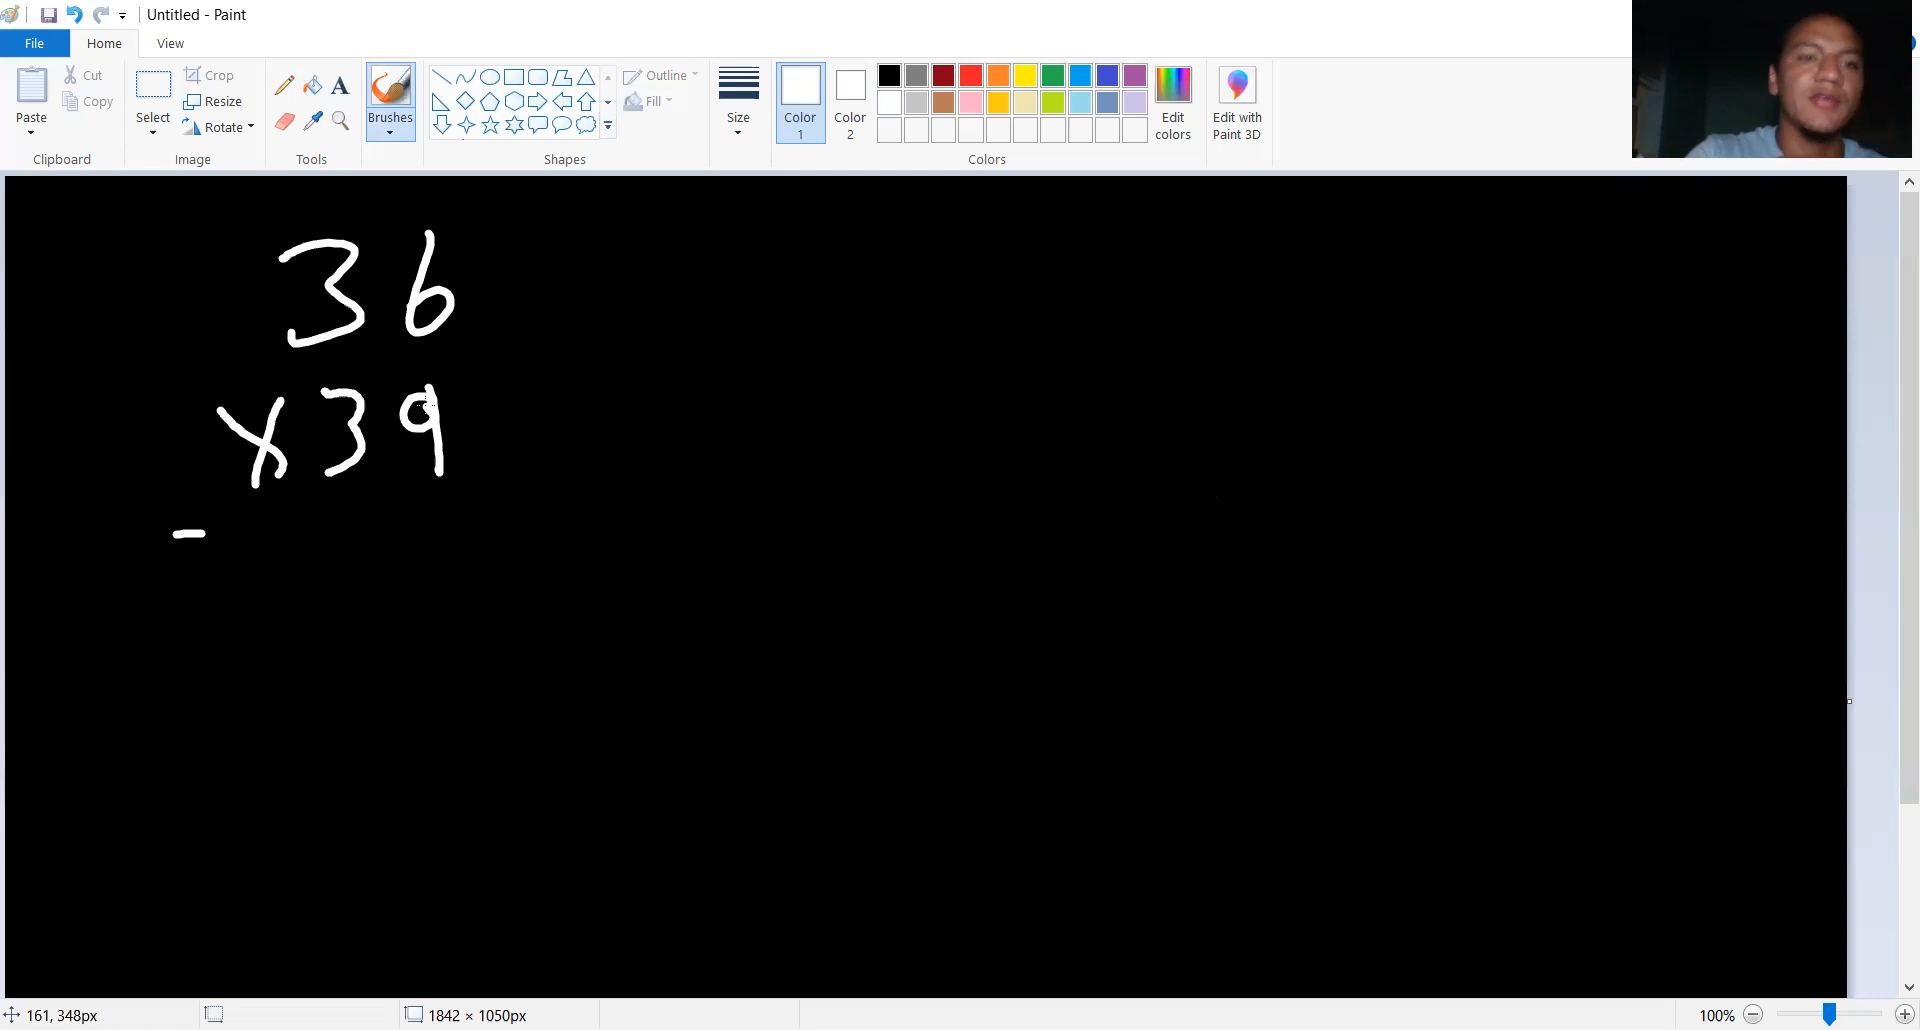 Untitled - Paint
File Home View
Paste
Cut
Copy
Clipboard
Select
Crop
Resize
Rotate
Image
A
Tools
Brushes
Outline
Fill
Shapes
Size
Color 1
Color 2
Edit colors
Colors
Edit with Paint 3D
36
X39
-
161, 348px 1842 × 1050px 100%